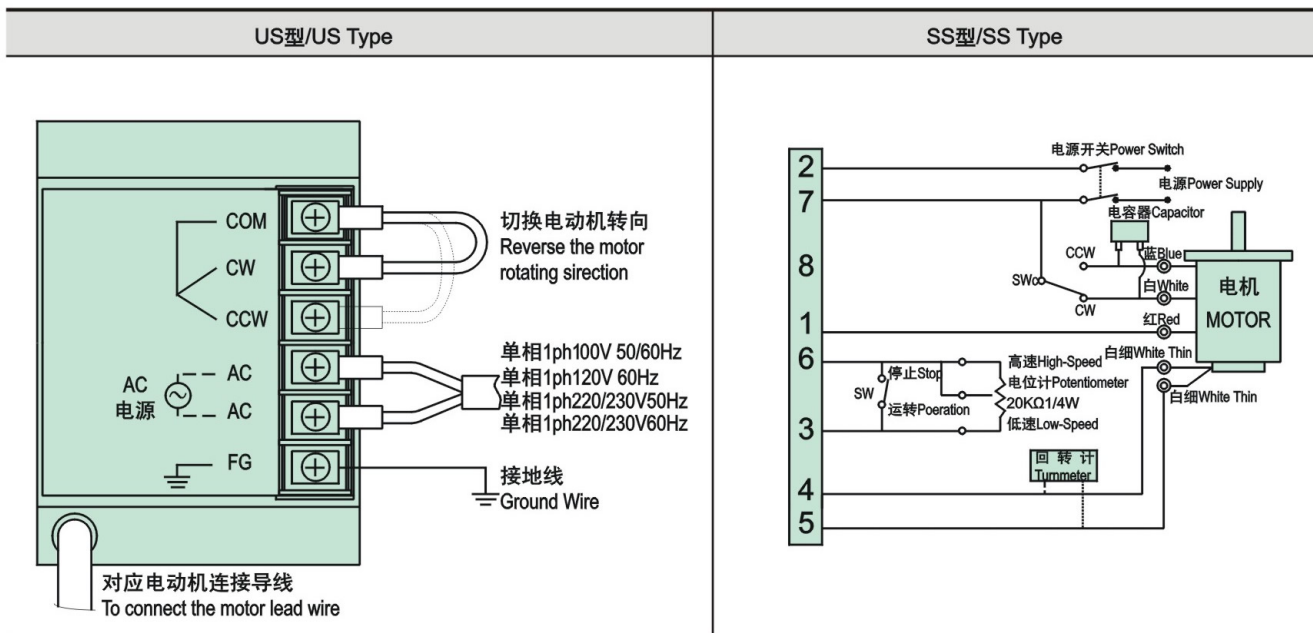 US型/US Type
COM
CW
CCW
AC
AC
AC
电源
FG
切换电动机转向
Reverse the motor
rotating sirection
单相1ph100V 50/60Hz
单相1ph120V 60Hz
单相1ph220/230V50Hz
单相1ph220/230V60Hz
接地线
Ground Wire
对应电动机连接导线
To connect the motor lead wire
SS型/SS Type
2
7
8
1
6
3
4
5
电源开关Power Switch
电源Power Supply
电容器Capacitor
CCW
蓝Blue
SW
白White
CW
红Red
电机
MOTOR
白细White Thin
白细White Thin
停止Stop
SW
运转Poeration
高速High-Speed
电位计Potentiometer
20KΩ1/4W
低速Low-Speed
回转计
Turnmeter